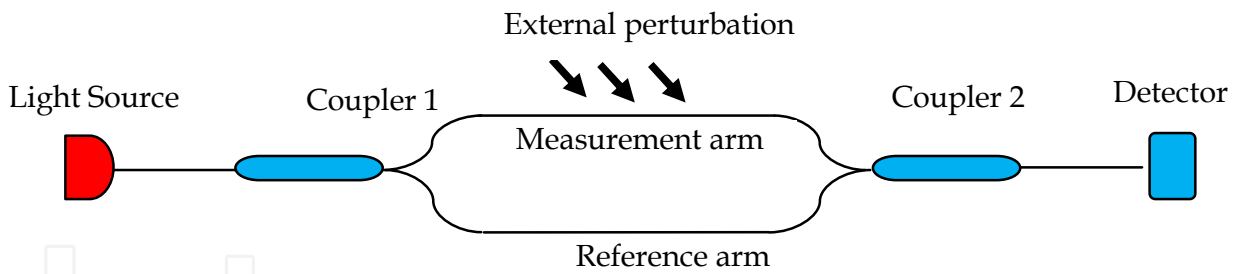 External perturbation
Light Source
Coupler 1
Coupler 2
Detector
Measurement arm
Reference arm